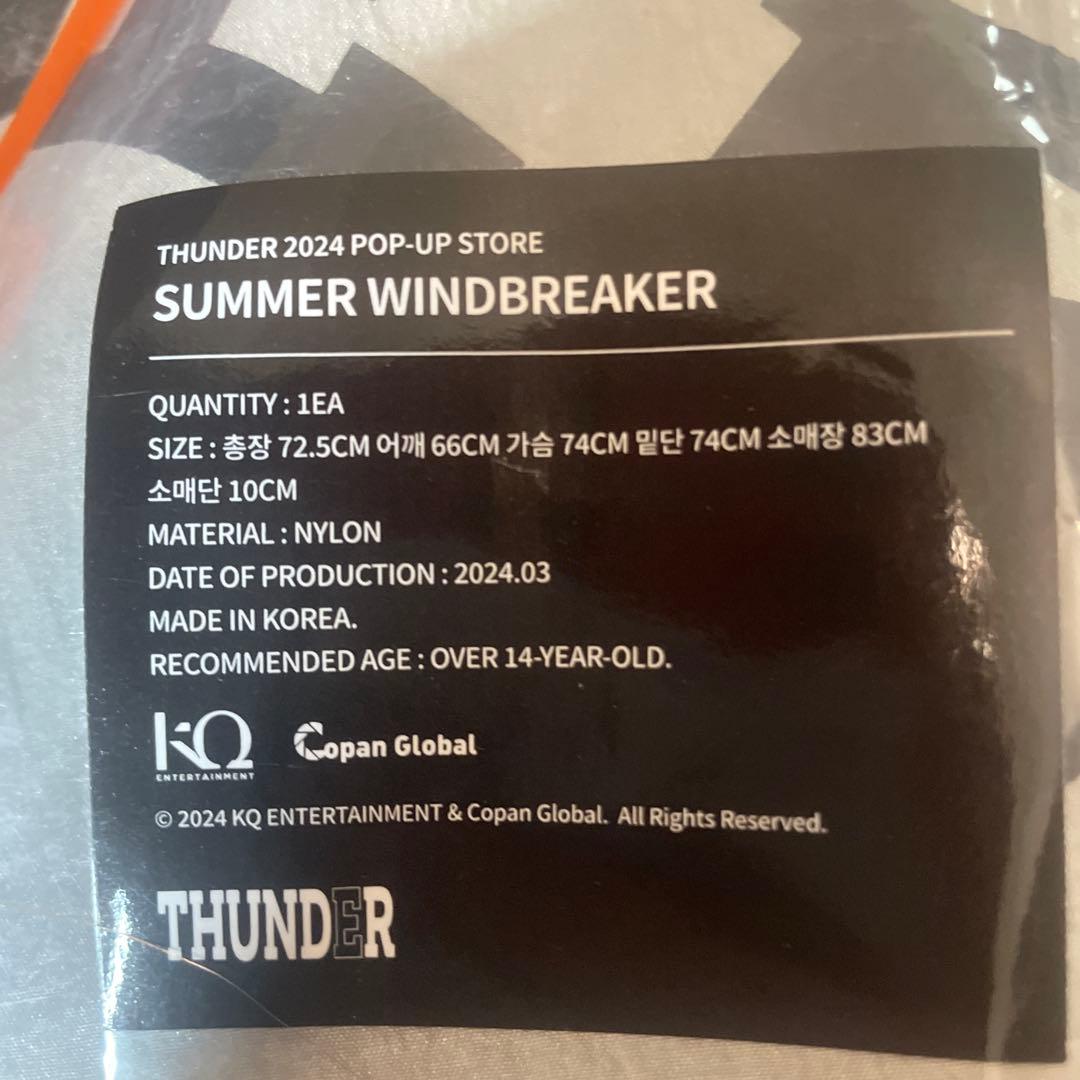 THUNDER 2024 POP-UP STORE
SUMMER WINDBREAKER
QUANTITY : 1EA
SIZE : 총장 72.5CM 어깨 66CM 가슴 74CM 밑단 74CM 소매장 83CM
소매단 10CM
MATERIAL : NYLON
DATE OF PRODUCTION : 2024.03
MADE IN KOREA.
RECOMMENDED AGE : OVER 14-YEAR-OLD.
KQ
ENTERTAINMENT
Copan Global
© 2024 KQ ENTERTAINMENT & Copan Global. All Rights Reserved.
THUNDER